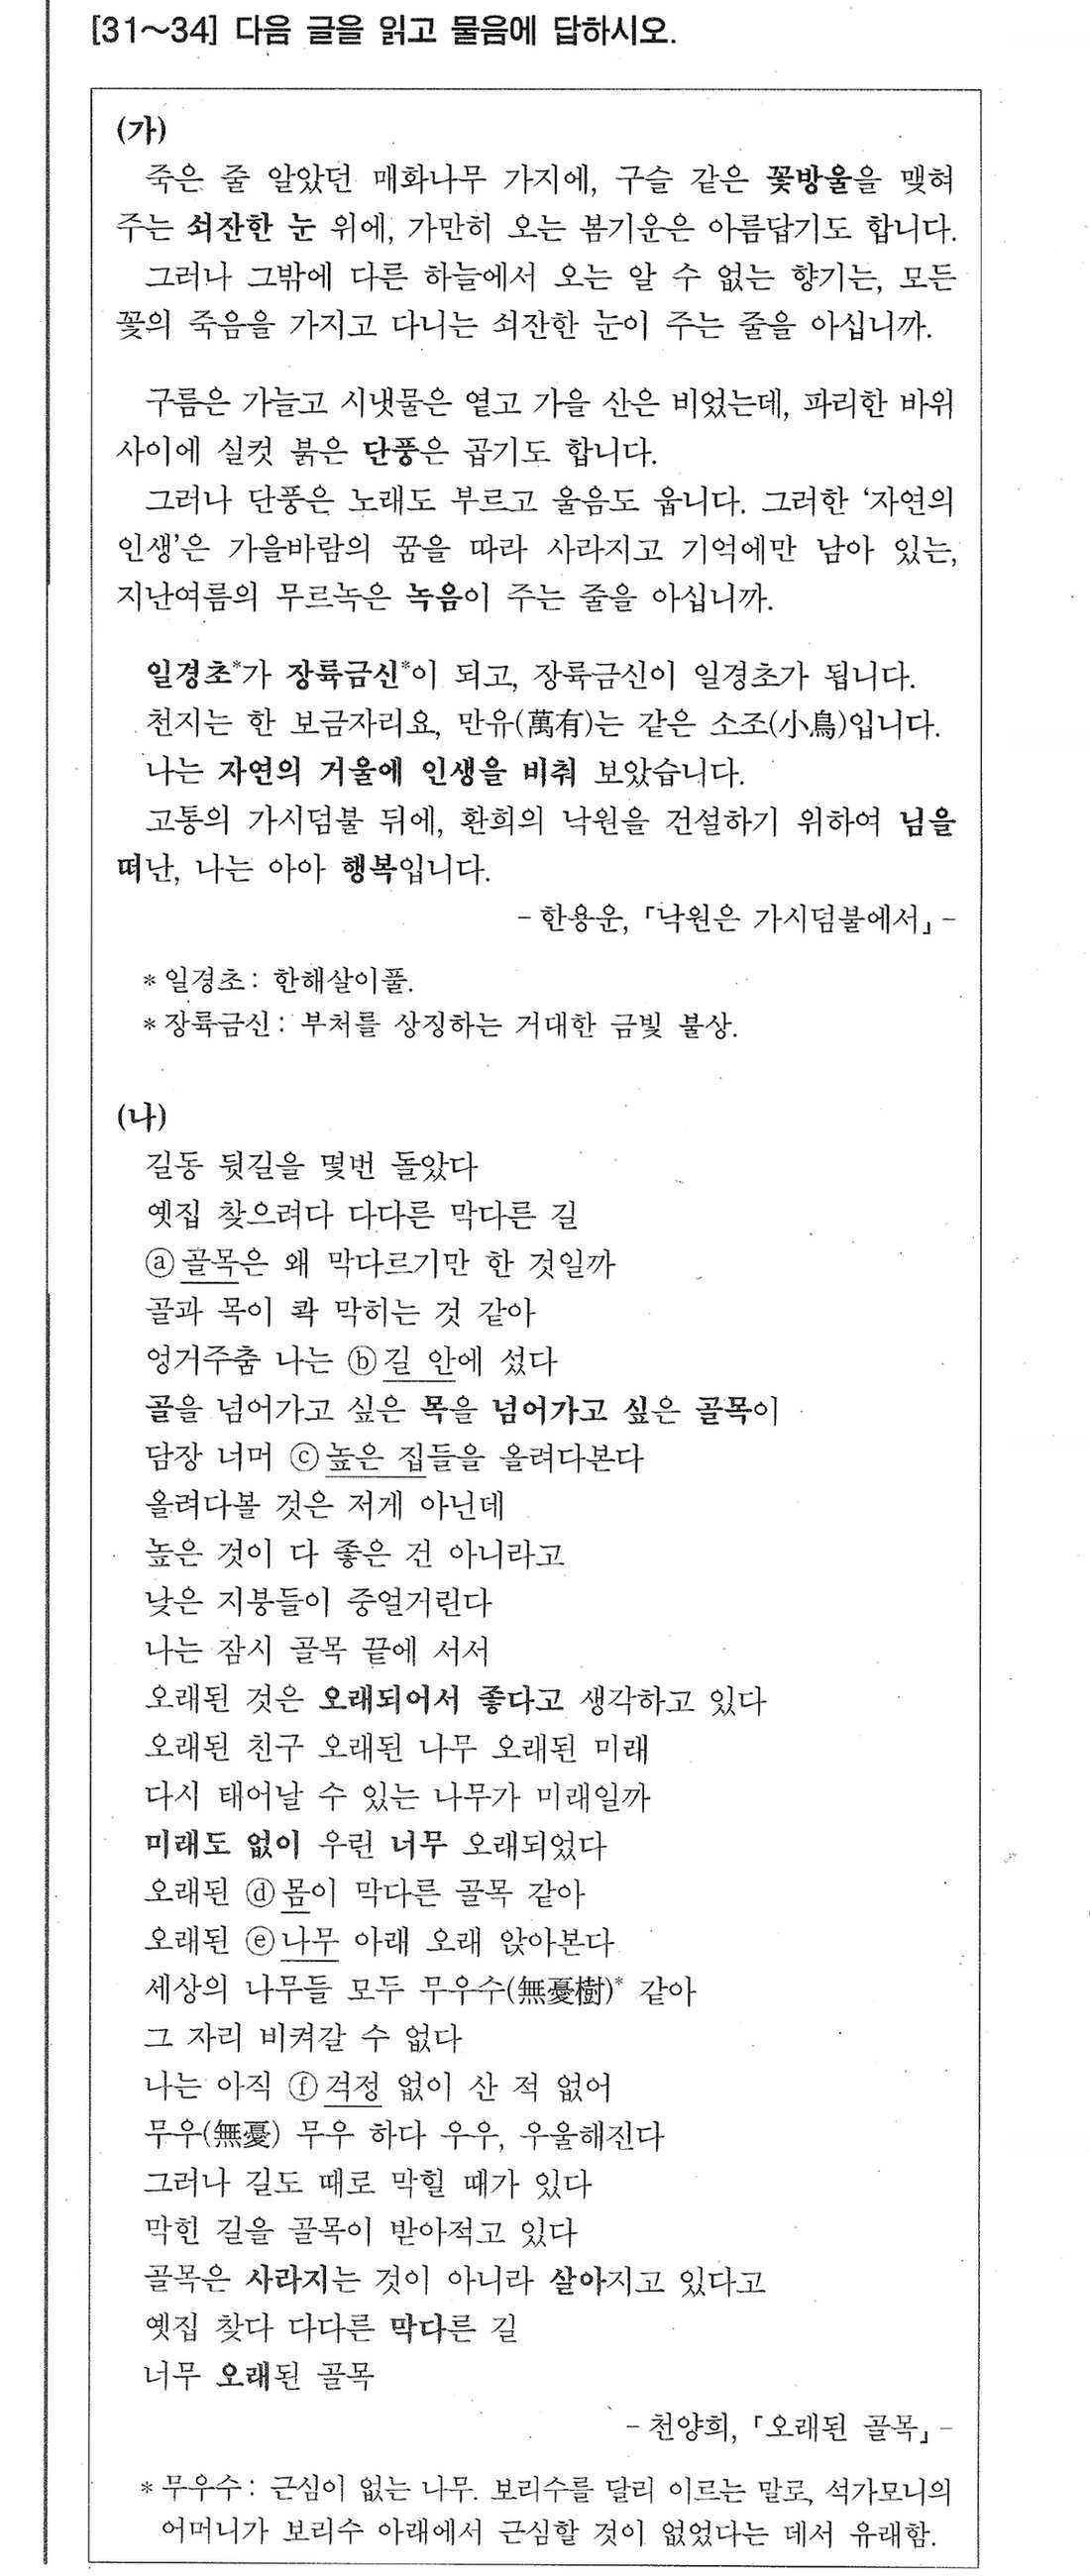 [31~34] 다음 글을 읽고 물음에 답하시오.
(가)
죽은 줄 알았던 매화나무 가지에, 구슬 같은 꽃방울을 맺혀
주는 쇠잔한 눈 위에, 가만히 오는 봄기운은 아름답기도 합니다.
그러나 그밖에 다른 하늘에서 오는 알 수 없는 향기는, 모든
꽃의 죽음을 가지고 다니는 쇠잔한 눈이 주는 줄을 아십니까.
구름은 가늘고 시냇물은 옅고 가을 산은 비었는데, 파리한 바위
사이에 실컷 붉은 단풍은 곱기도 합니다.
그러나 단풍은 노래도 부르고 울음도 웁니다. 그러한 ‘자연의
인생’은 가을바람의 꿈을 따라 사라지고 기억에만 남아 있는,
지난여름의 무르녹은 녹음이 주는 줄을 아십니까.
일경초*가 장륙금신*이 되고, 장륙금신이 일경초가 됩니다.
천지는 한 보금자리요, 만유(萬有)는 같은 소조(小鳥)입니다.
나는 자연의 거울에 인생을 비춰 보았습니다.
고통의 가시덤불 뒤에, 환희의 낙원을 건설하기 위하여 님을
떠난, 나는 아아 행복입니다.
- 한용운, 「낙원은 가시덤불에서」 -
* 일경초: 한해살이풀.
* 장륙금신: 부처를 상징하는 거대한 금빛 불상.
(나)
길동 뒷길을 몇번 돌았다
옛집 찾으려다 다다른 막다른 길
ⓐ골목은 왜 막다르기만 한 것일까
골과 목이 콱 막히는 것 같아
엉거주춤 나는 ⓑ길 안에 섰다
골을 넘어가고 싶은 목을 넘어가고 싶은 골목이
담장 너머 ⓒ높은 집들을 올려다본다
올려다볼 것은 저게 아닌데
높은 것이 다 좋은 건 아니라고
낮은 지붕들이 중얼거린다
나는 잠시 골목 끝에 서서
오래된 것은 오래되어서 좋다고 생각하고 있다
오래된 친구 오래된 나무 오래된 미래
다시 태어날 수 있는 나무가 미래일까
미래도 없이 우린 너무 오래되었다
오래된 ⓓ몸이 막다른 골목 같아
오래된 ⓔ나무 아래 오래 앉아본다
세상의 나무들 모두 무우수(無憂樹)* 같아
그 자리 비켜갈 수 없다
나는 아직 ⓕ걱정 없이 산 적 없어
무우(無憂) 무우 하다 우우, 우울해진다
그러나 길도 때로 막힐 때가 있다
막힌 길을 골목이 받아적고 있다
골목은 사라지는 것이 아니라 살아지고 있다고
옛집 찾다 다다른 막다른 길
너무 오래된 골목
- 천양희, 「오래된 골목」 -
* 무우수: 근심이 없는 나무. 보리수를 달리 이르는 말로, 석가모니의
어머니가 보리수 아래에서 근심할 것이 없었다는 데서 유래함.